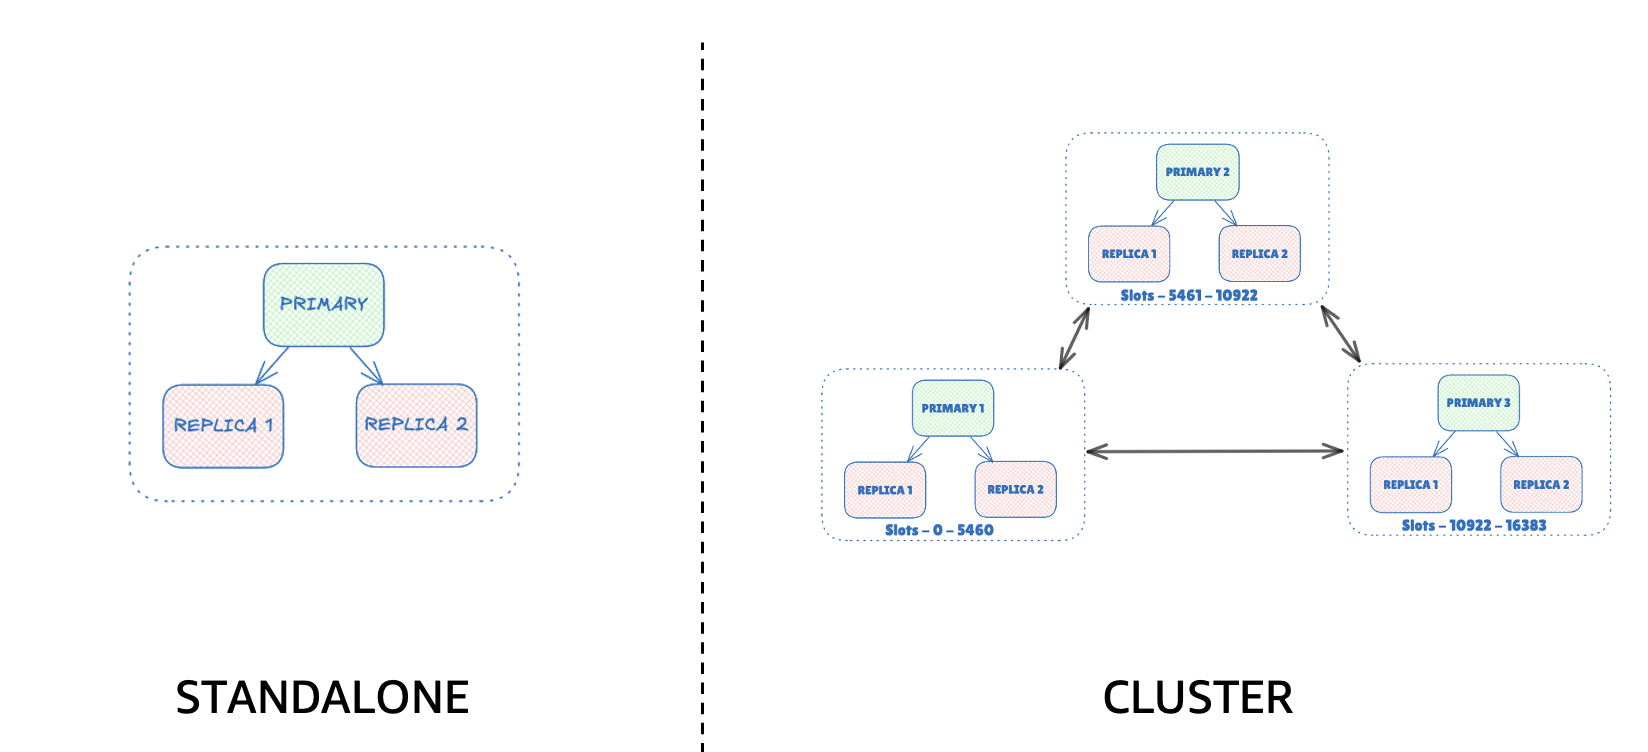 PRIMARY
REPLICA 1
REPLICA 2
STANDALONE
PRIMARY 2
REPLICA 1
REPLICA 2
Slots – 5461 – 10922
PRIMARY 1
REPLICA 1
REPLICA 2
Slots – 0 – 5460
PRIMARY 3
REPLICA 1
REPLICA 2
Slots – 10922 – 16383
CLUSTER